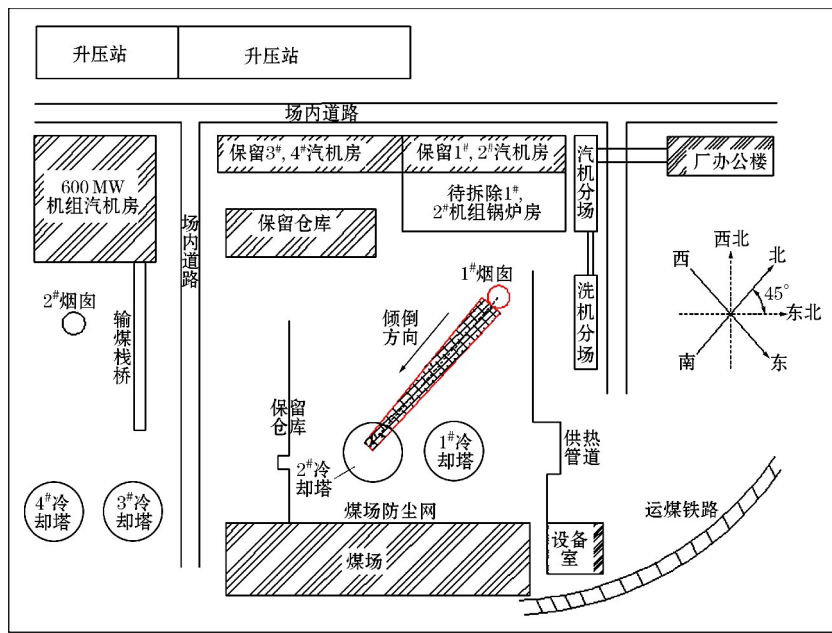 升压站
升压站
场内道路
保留3#, 4#汽机房
保留1#, 2#汽机房
汽机分场
厂办公楼
600 MW
机组汽机房
待拆除1#,
2#机组锅炉房
场内道路
保留仓库
西北
西
北
45°
东北
南
东
1#烟囱
2#烟囱
输煤栈桥
倾倒
方向
洗机分场
保留
仓库
1#冷
却塔
2#冷
却塔
供热
管道
4#冷
却塔
3#冷
却塔
煤场防尘网
运煤铁路
煤场
设备
室